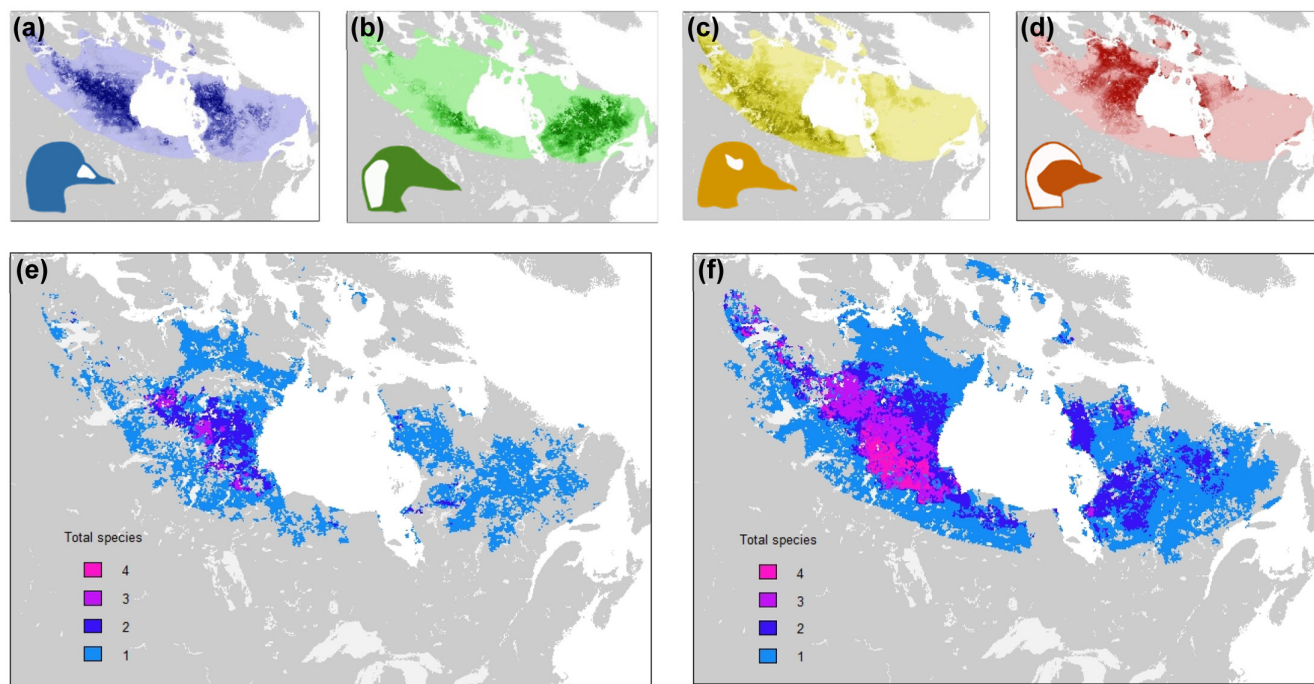 (a)
(b)
(c)
(d)
(e)
Total species
4
3
2
1
(f)
Total species
4
3
2
1